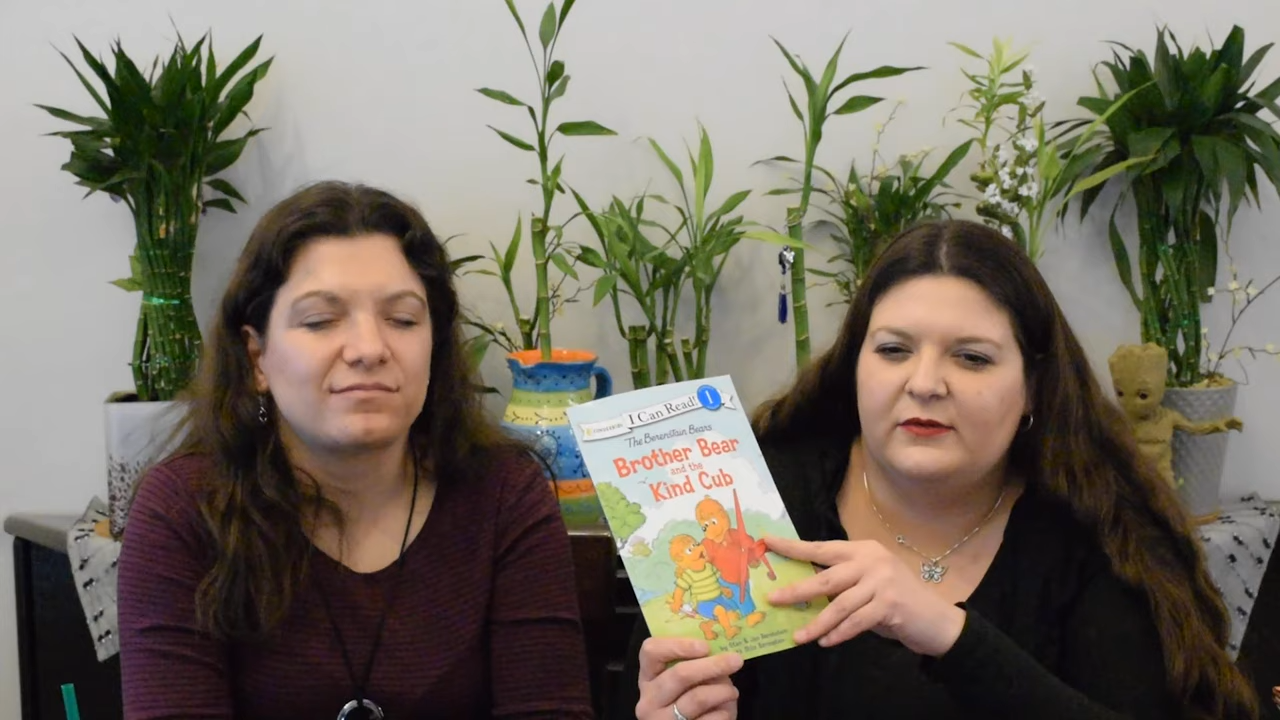 I Can Read! 1
The Berenstain Bears
Brother Bear
and the
Kind Cub